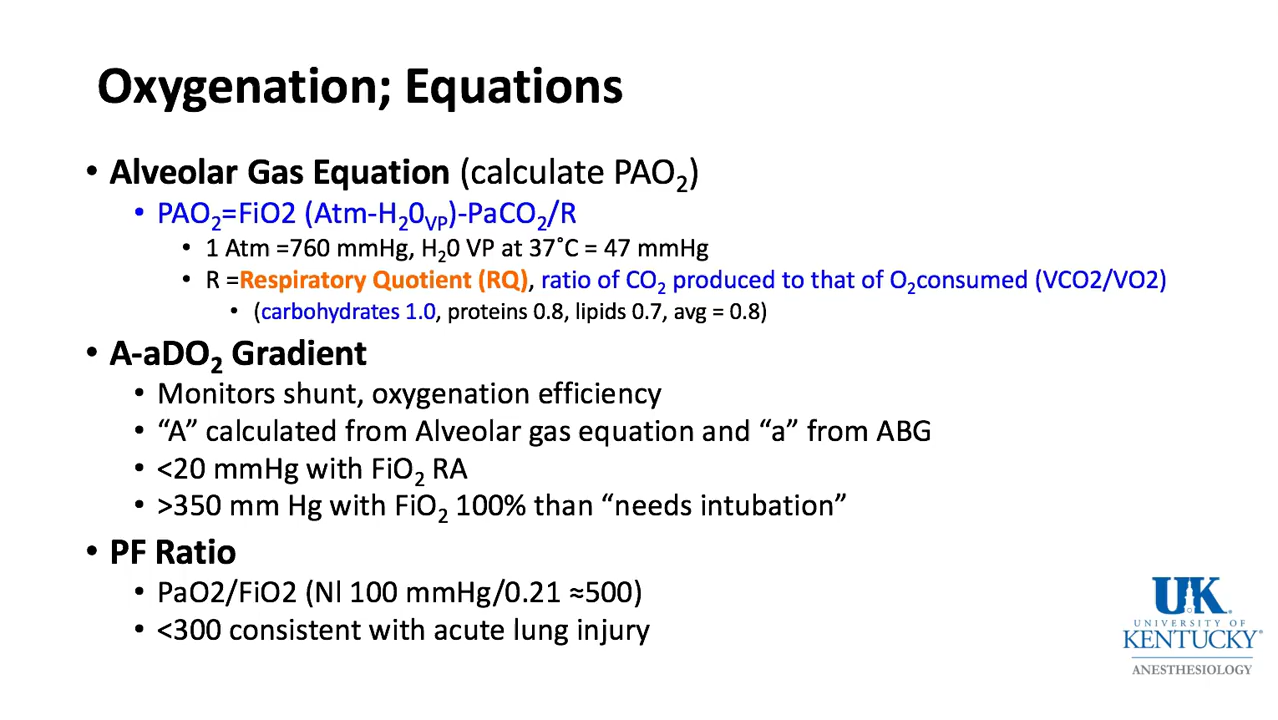 Oxygenation; Equations
• Alveolar Gas Equation (calculate PAO₂)
• PAO₂=FiO2 (Atm-H₂0VP)-PaCO₂/R
• 1 Atm =760 mmHg, H₂0 VP at 37˚C = 47 mmHg
• R =Respiratory Quotient (RQ), ratio of CO₂ produced to that of O₂consumed (VCO2/VO2)
• (carbohydrates 1.0, proteins 0.8, lipids 0.7, avg = 0.8)
• A-aDO₂ Gradient
• Monitors shunt, oxygenation efficiency
• “A” calculated from Alveolar gas equation and “a” from ABG
• <20 mmHg with FiO₂ RA
• >350 mm Hg with FiO₂ 100% than “needs intubation”
• PF Ratio
• PaO2/FiO2 (Nl 100 mmHg/0.21 ≈500)
• <300 consistent with acute lung injury
UK
UNIVERSITY OF
KENTUCKY®
ANESTHESIOLOGY